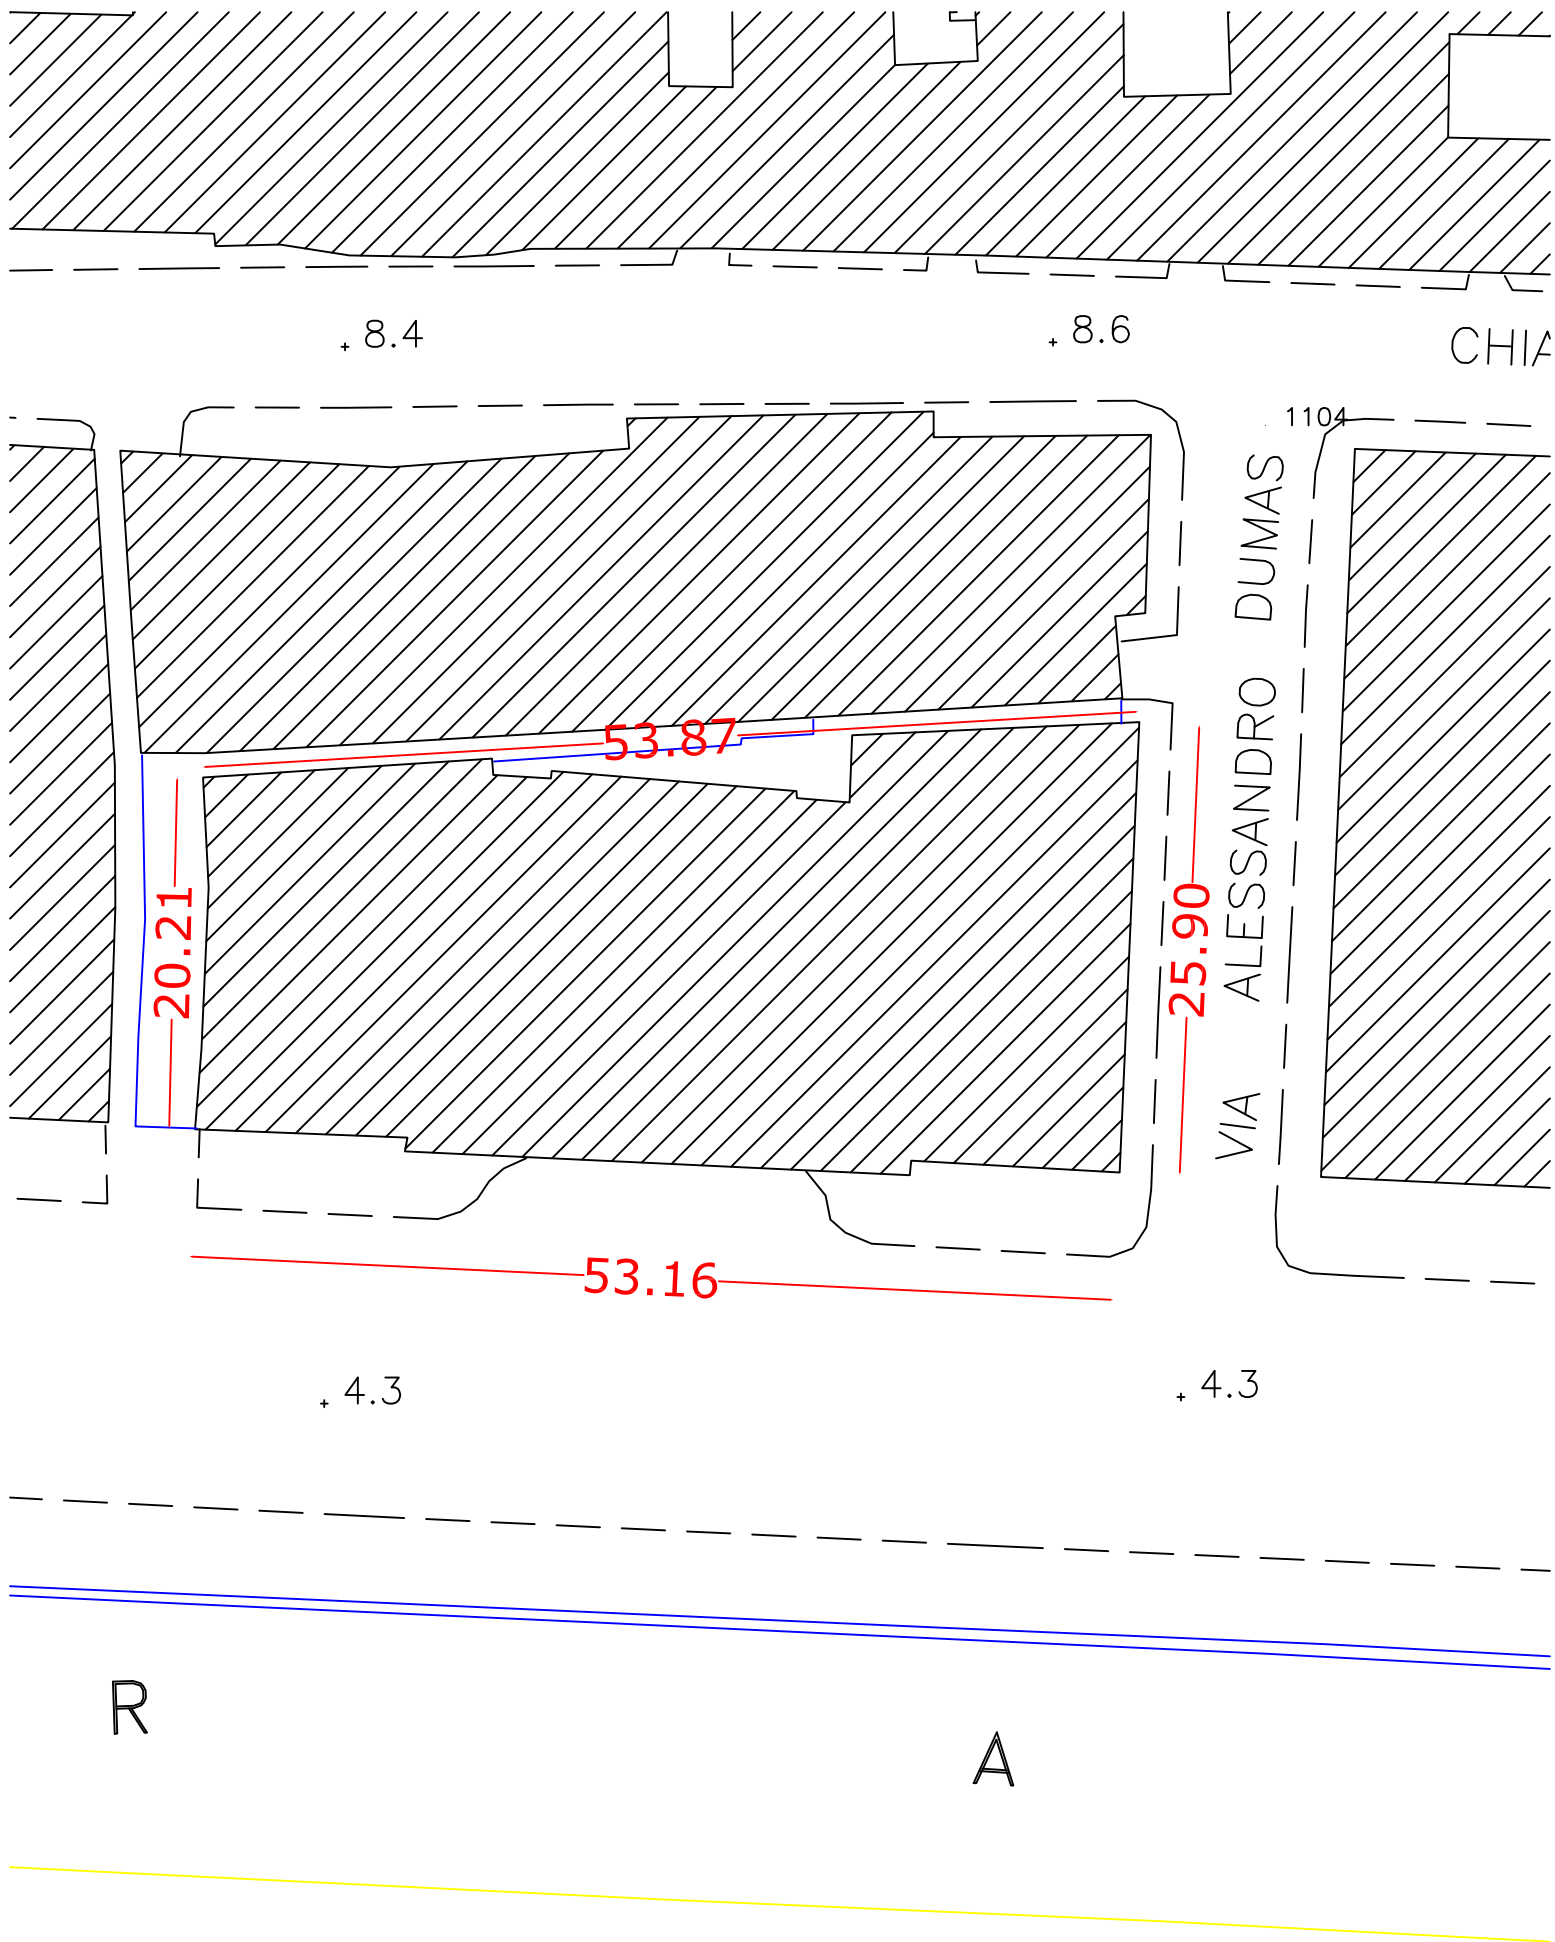 8.4
8.6
CHIA
1104
VIA ALESSANDRO DUMAS
53.87
20.21
25.90
53.16
4.3
4.3
R
A